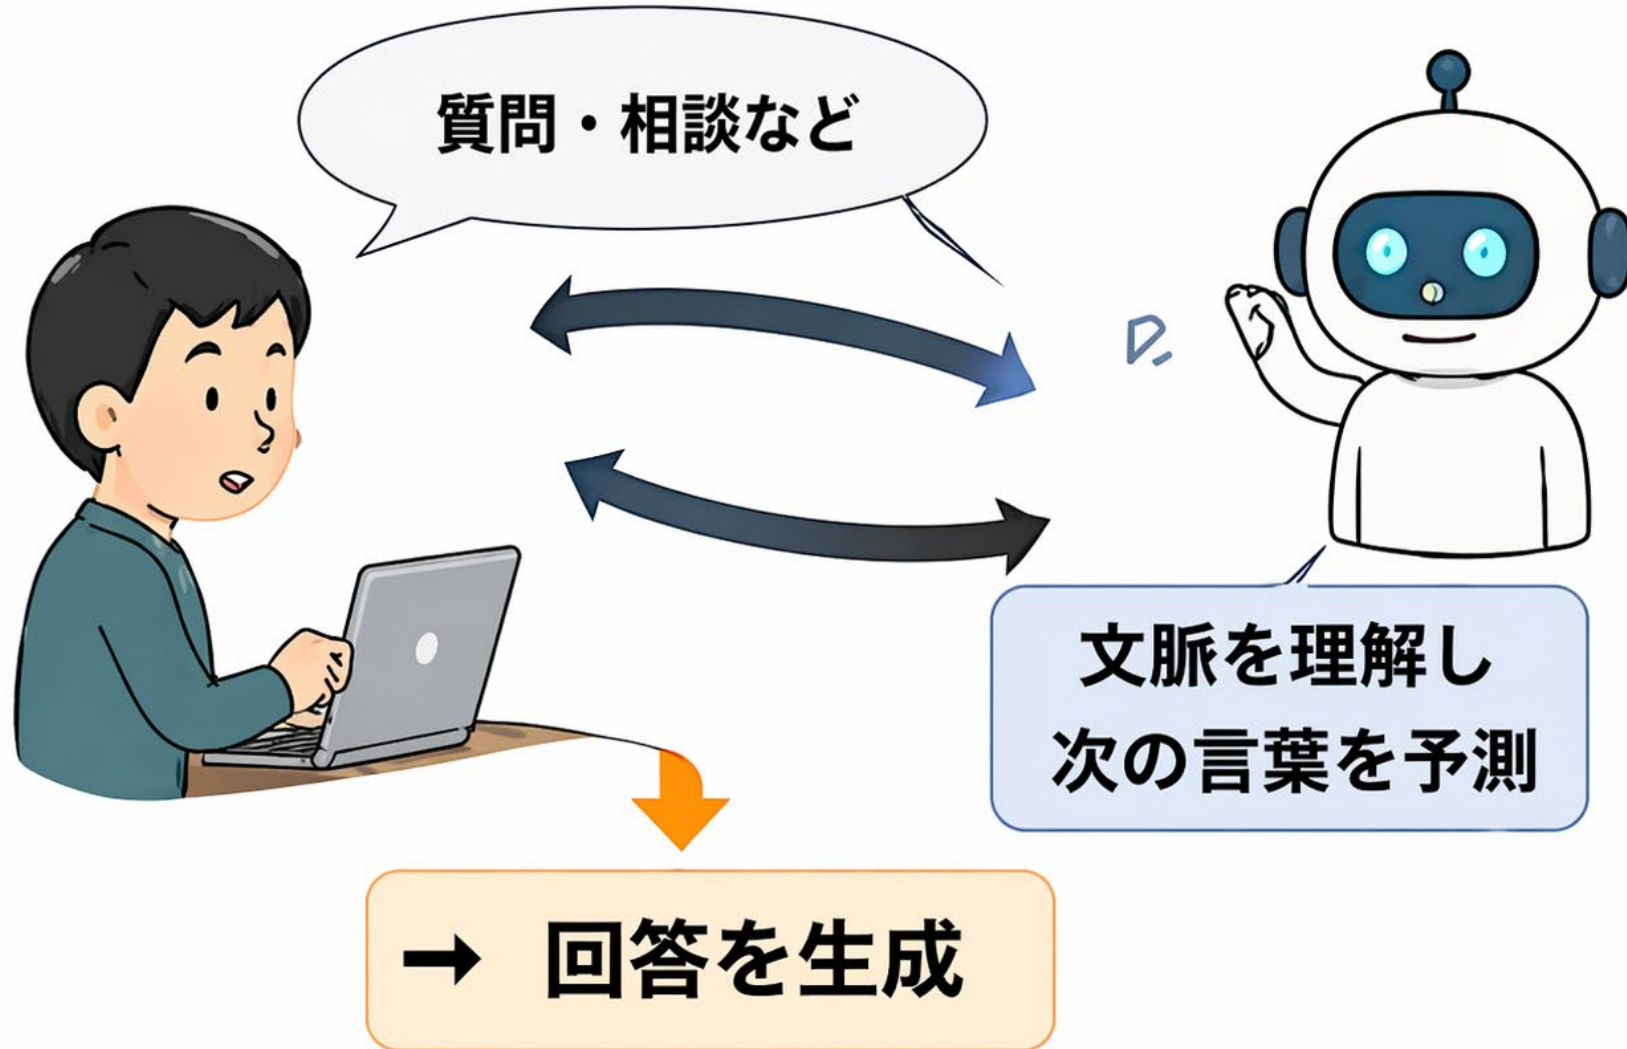 質問・相談など
文脈を理解し
次の言葉を予測
→ 回答を生成